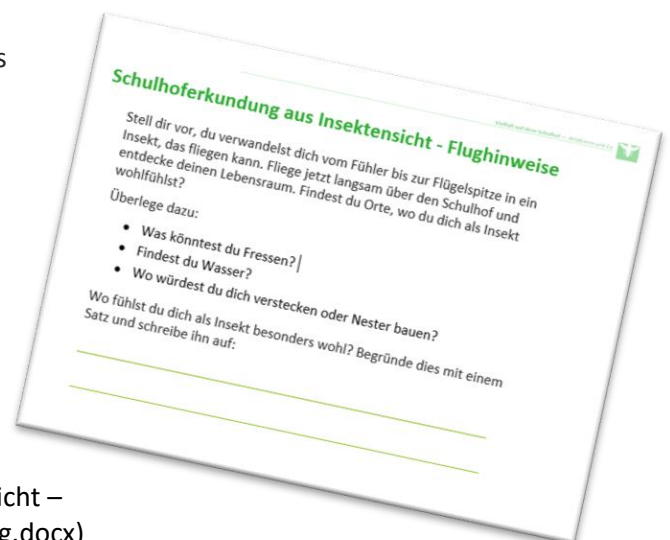 s
Schulhoferkundung aus Insektensicht - Flughinweise
Stell dir vor, du verwandelst dich vom Fühler bis zur Flügelspitze in ein
Insekt, das fliegen kann. Fliege jetzt langsam über den Schulhof und
entdecke deinen Lebensraum. Findest du Orte, wo du dich als Insekt
wohlfühlst?
Überlege dazu:
• Was könntest du Fressen?
• Findest du Wasser?
• Wo würdest du dich verstecken oder Nester bauen?
Wo fühlst du dich als Insekt besonders wohl? Begründe dies mit einem
Satz und schreibe ihn auf:
icht –
g.docx)